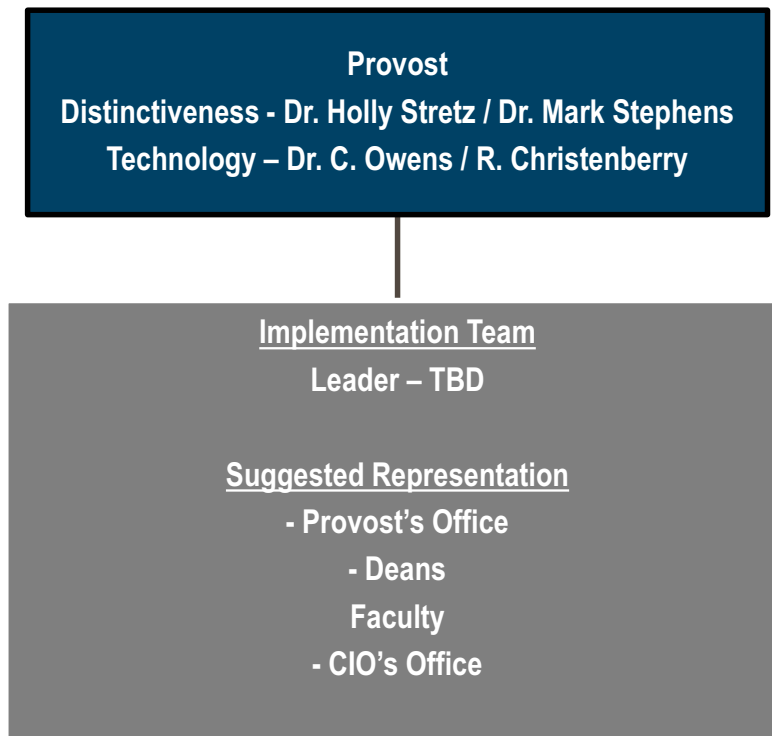 Provost
Distinctiveness - Dr. Holly Stretz / Dr. Mark Stephens
Technology – Dr. C. Owens / R. Christenberry
Implementation Team
Leader – TBD
Suggested Representation
- Provost’s Office
- Deans
Faculty
- CIO’s Office